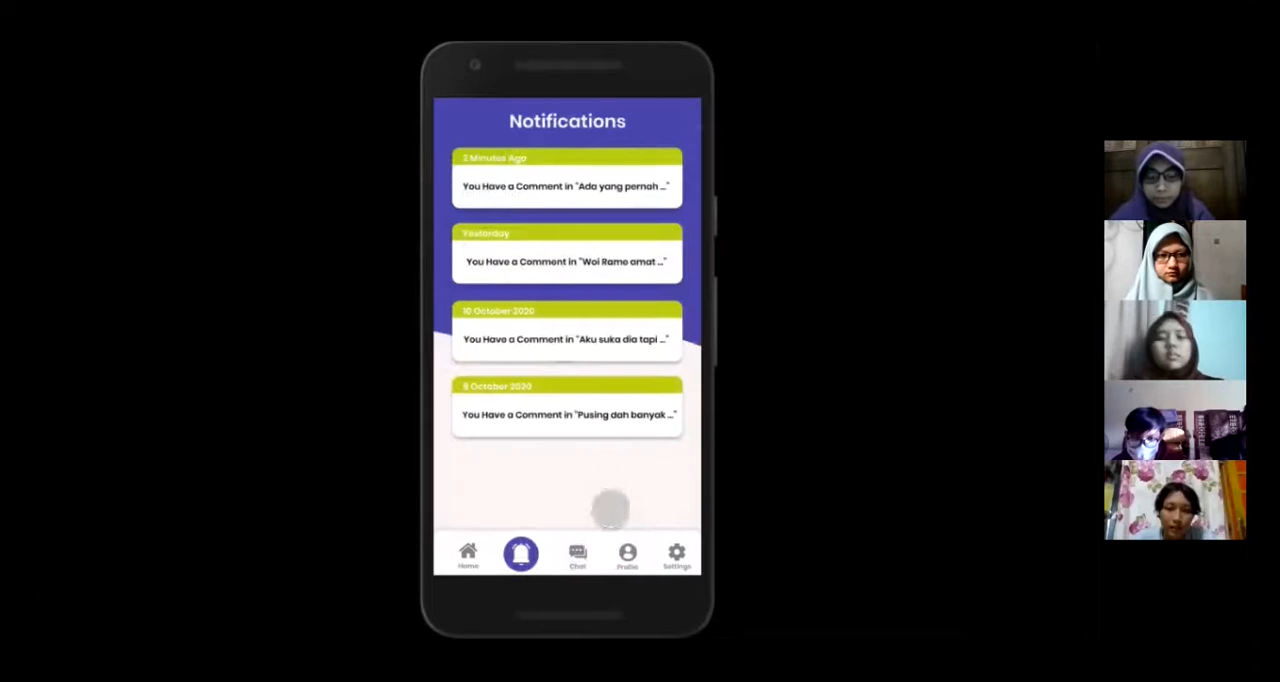 Notifications
2 Minutes Ago
You Have a Comment in "Ada yang pernah ..."
Yesterday
You Have a Comment in "Woi Rame amat ..."
10 October 2020
You Have a Comment in "Aku suka dia tapi ..."
8 October 2020
You Have a Comment in "Pusing dah banyak ..."
Home
Chat
Profile
Settings